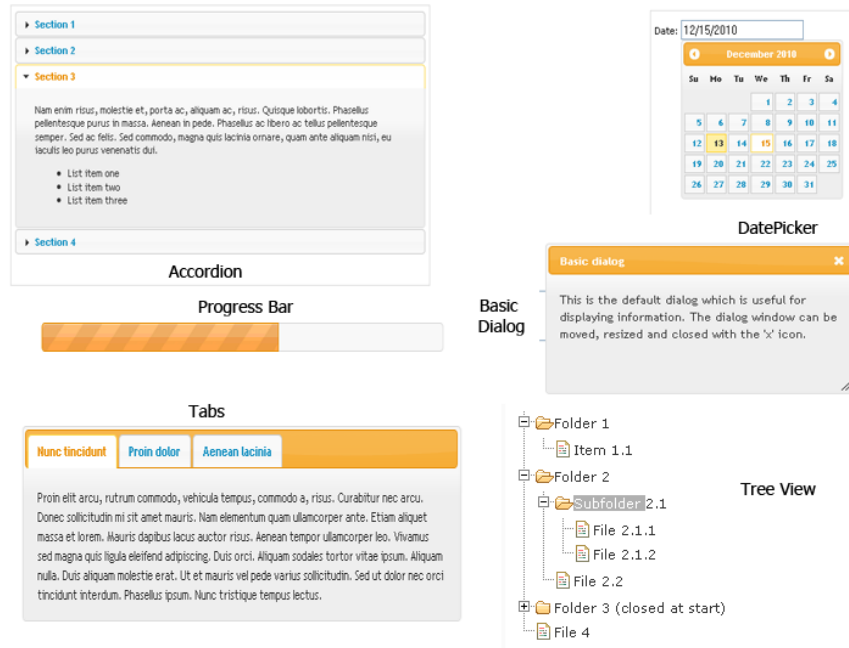 Section 1
Section 2
Section 3
Nam enim risus, molestie et, porta ac, aliquam ac, risus. Quisque lobortis. Phasellus
pellentesque purus in massa. Aenean in pede. Phasellus ac libero ac tellus pellentesque
semper. Sed ac felis. Sed commodo, magna quis lacinia ornare, quam ante aliquam nisi, eu
iaculis leo purus venenatis dui.
List item one
List item two
List item three
Section 4
Accordion
Date: 12/15/2010
December 2010
Su Mo Tu We Th Fr Sa
1 2 3 4
5 6 7 8 9 10 11
12 13 14 15 16 17 18
19 20 21 22 23 24 25
26 27 28 29 30 31
DatePicker
Progress Bar
Basic
Dialog
Basic dialog
This is the default dialog which is useful for
displaying information. The dialog window can be
moved, resized and closed with the 'x' icon.
Tabs
Nunc tincidunt Proin dolor Aenean lacinia
Proin elit arcu, rutrum commodo, vehicula tempus, commodo a, risus. Curabitur nec arcu.
Donec sollicitudin mi sit amet mauris. Nam elementum quam ullamcorper ante. Etiam aliquet
massa et lorem. Mauris dapibus lacus auctor risus. Aenean tempor ullamcorper leo. Vivamus
sed magna quis ligula eleifend adipiscing. Duis orci. Aliquam sodales tortor vitae ipsum. Aliquam
nulla. Duis aliquam molestie erat. Ut et mauris vel pede varius sollicitudin. Sed ut dolor nec orci
tincidunt interdum. Phasellus ipsum. Nunc tristique tempus lectus.
Folder 1
Item 1.1
Folder 2
Subfolder 2.1
File 2.1.1
File 2.1.2
File 2.2
Folder 3 (closed at start)
File 4
Tree View